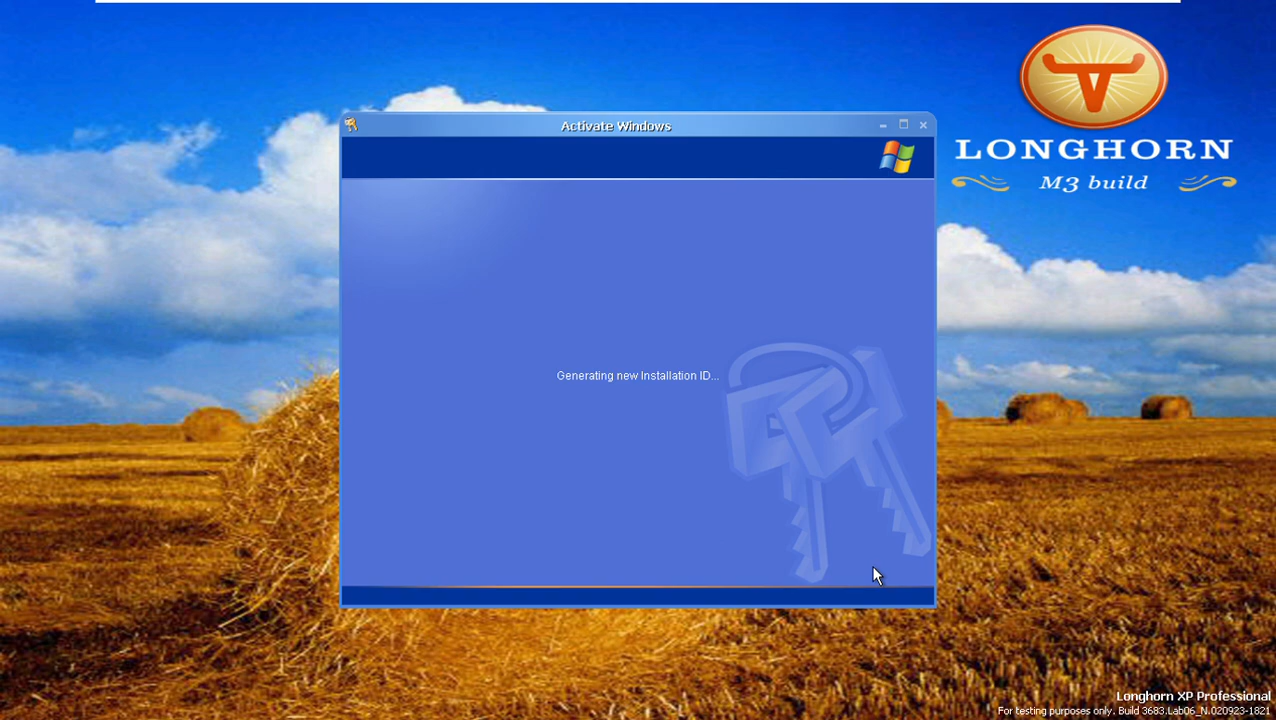 Activate Windows
LONGHORN
M3 build
Generating new Installation ID...
Longhorn XP Professional
For testing purposes only. Build 3683.Lab06_N.020923-1821